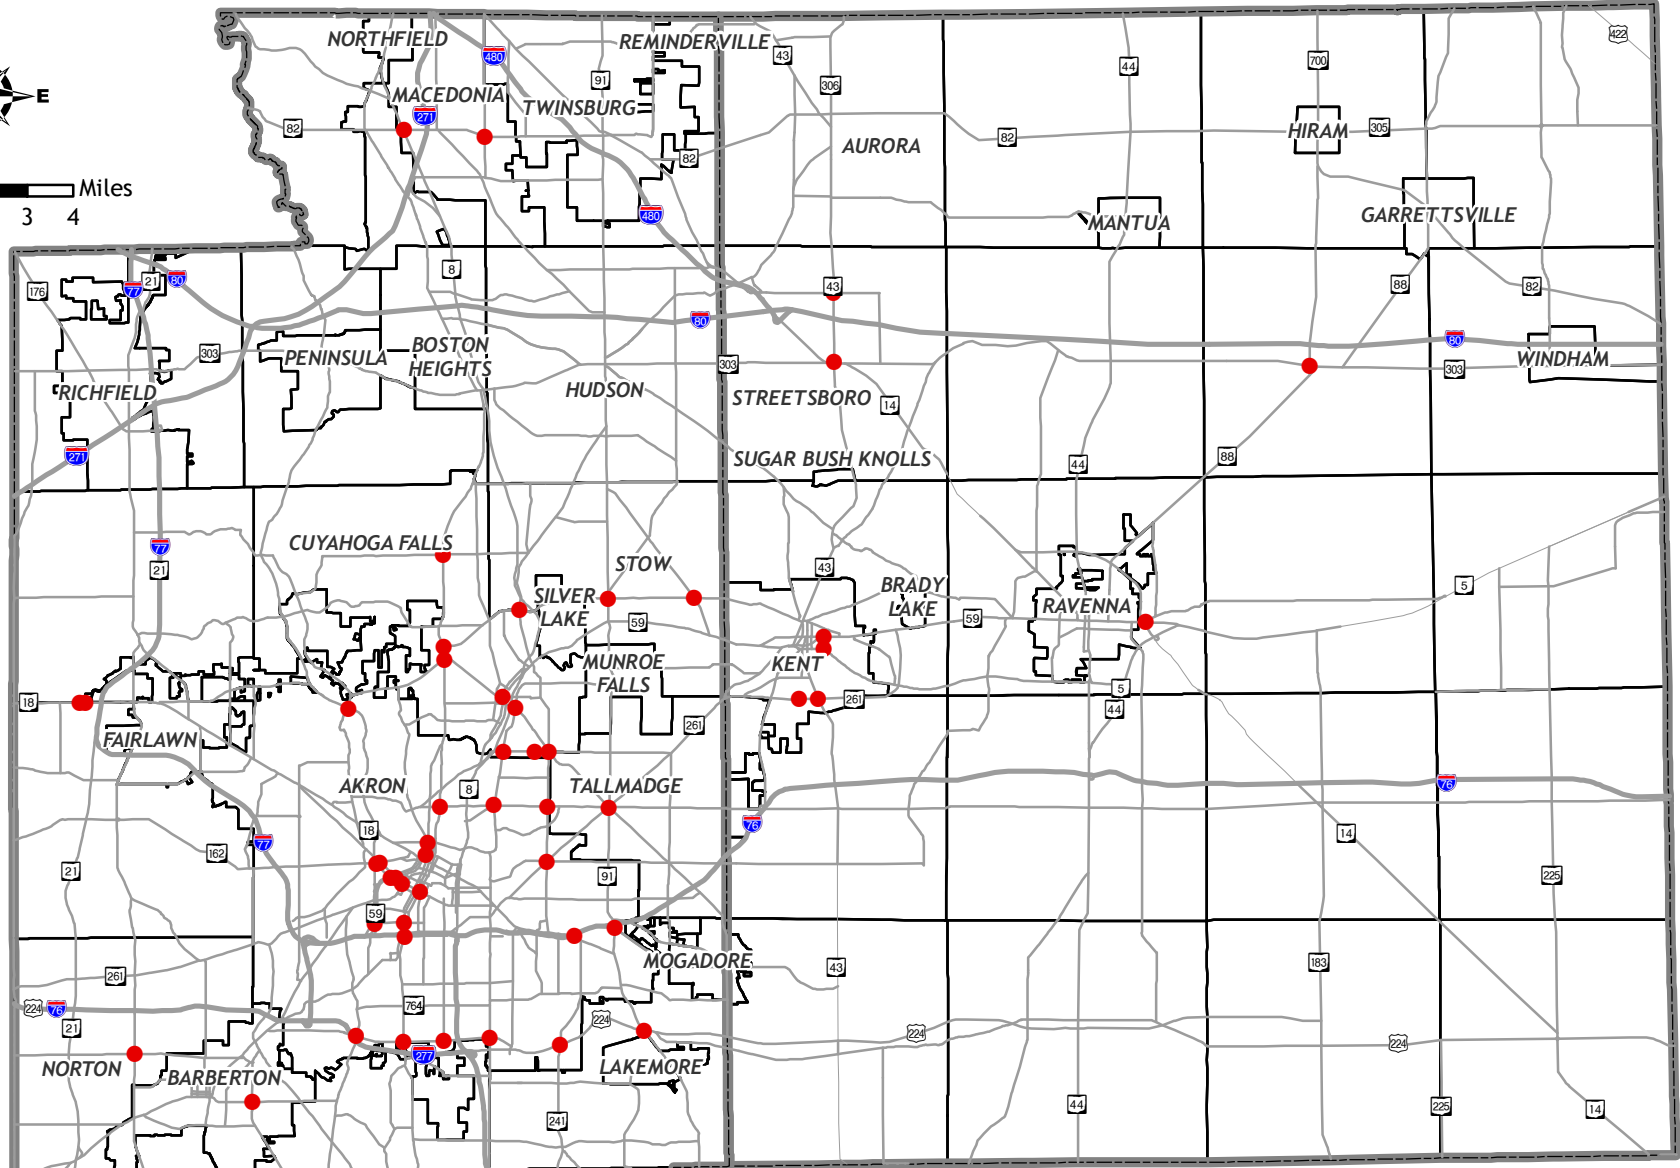 422
NORTHFIELD
REMINDERVILLE
43
480
44
700
91
306
E
MACEDONIA
TWINSBURG
271
82
82
HIRAM
305
AURORA
82
Miles
3 4
480
MANTUA
GARRETTSVILLE
8
176
77
21
80
43
88
82
80
80
303
PENINSULA
BOSTON
HEIGHTS
303
303
WINDHAM
RICHFIELD
HUDSON
STREETSBORO
14
271
SUGAR BUSH KNOLLS
44
88
CUYAHOGA FALLS
77
21
STOW
43
SILVER
LAKE
BRADY
LAKE
5
59
59
RAVENNA
MUNROE
FALLS
KENT
18
261
5
261
44
FAIRLAWN
AKRON
8
TALLMADGE
76
18
76
14
77
162
21
91
225
59
MOGADORE
261
43
183
224
76
764
21
224
224
224
277
NORTON
BARBERTON
LAKEMORE
241
44
225
14